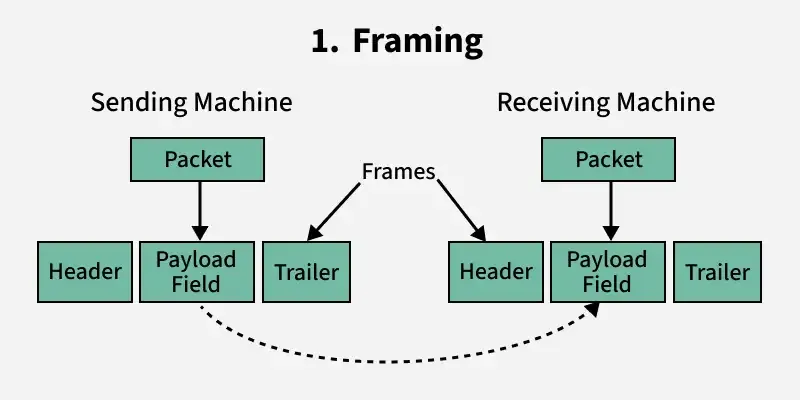 1. Framing
Sending Machine
Receiving Machine
Packet
Frames
Packet
Header
Payload
Field
Trailer
Header
Payload
Field
Trailer